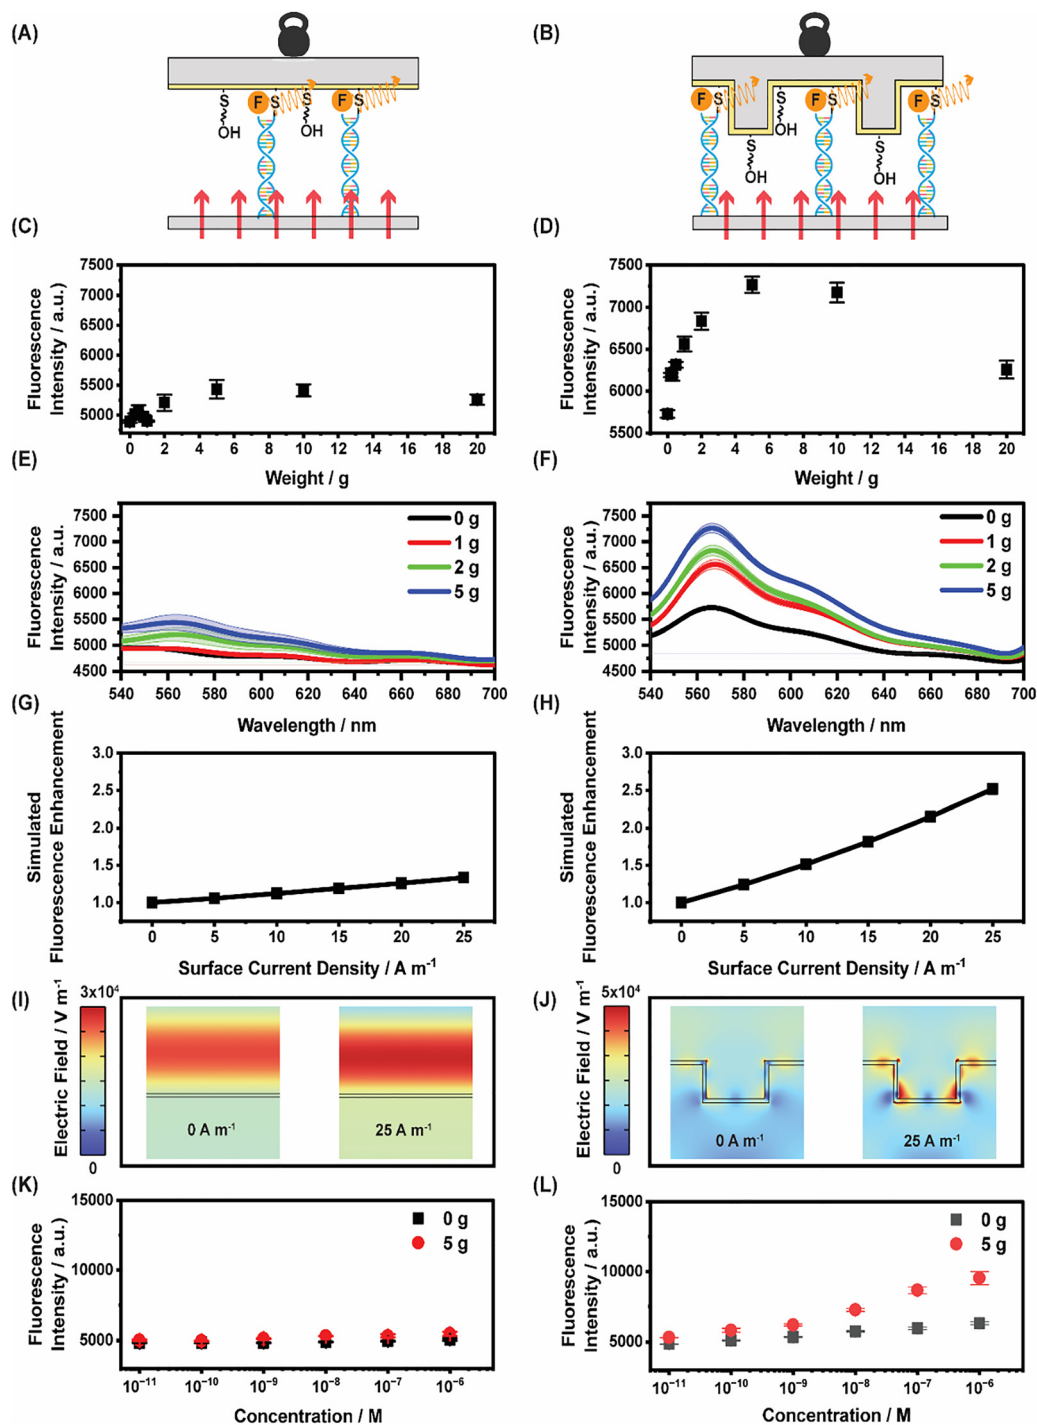 (A)
F S S S
S
OH OH
(B)
F S F S F S
S S
OH
OH OH
(C)
Fluorescence
Intensity / a.u.)
7500
7000
6500
6000
5500
5000
0 2 4 6 8 10 12 14 16 18 20
Weight / g
(D)
Fluorescence
Intensity / a.u.)
7500
7000
6500
6000
5500
0 2 4 6 8 10 12 14 16 18 20
Weight / g
(E)
Fluorescence
Intensity / a.u.
7500
7000
6500
6000
5500
5000
4500
0 g
1 g
2 g
5 g
540 560 580 600 620 640 660 680 700
Wavelength / nm
(F)
Fluorescence
Intensity / a.u.)
7500
7000
6500
6000
5500
5000
4500
0 g
1 g
2 g
5 g
540 560 580 600 620 640 660 680 700
Wavelength / nm
(G)
Simulated
Fluorescence Enhancement
3.0
2.5
2.0
1.5
1.0
0 5 10 15 20 25
Surface Current Density / A m⁻¹
(H)
Simulated
Fluorescence Enhancement
3.0
2.5
2.0
1.5
1.0
0 5 10 15 20 25
Surface Current Density / A m⁻¹
(I)
3x10⁴
Electric Field / V m⁻¹
0
0 A m⁻¹
25 A m⁻¹
(J)
5x10⁴
Electric Field / V m⁻¹
0
0 A m⁻¹
25 A m⁻¹
(K)
Fluorescence
Intensity / a.u.)
15000
10000
5000
0 g
5 g
10⁻¹¹ 10⁻¹⁰ 10⁻⁹ 10⁻⁸ 10⁻⁷ 10⁻⁶
Concentration / M
(L)
Fluorescence
Intensity / a.u.)
15000
10000
5000
0 g
5 g
10⁻¹¹ 10⁻¹⁰ 10⁻⁹ 10⁻⁸ 10⁻⁷ 10⁻⁶
Concentration / M